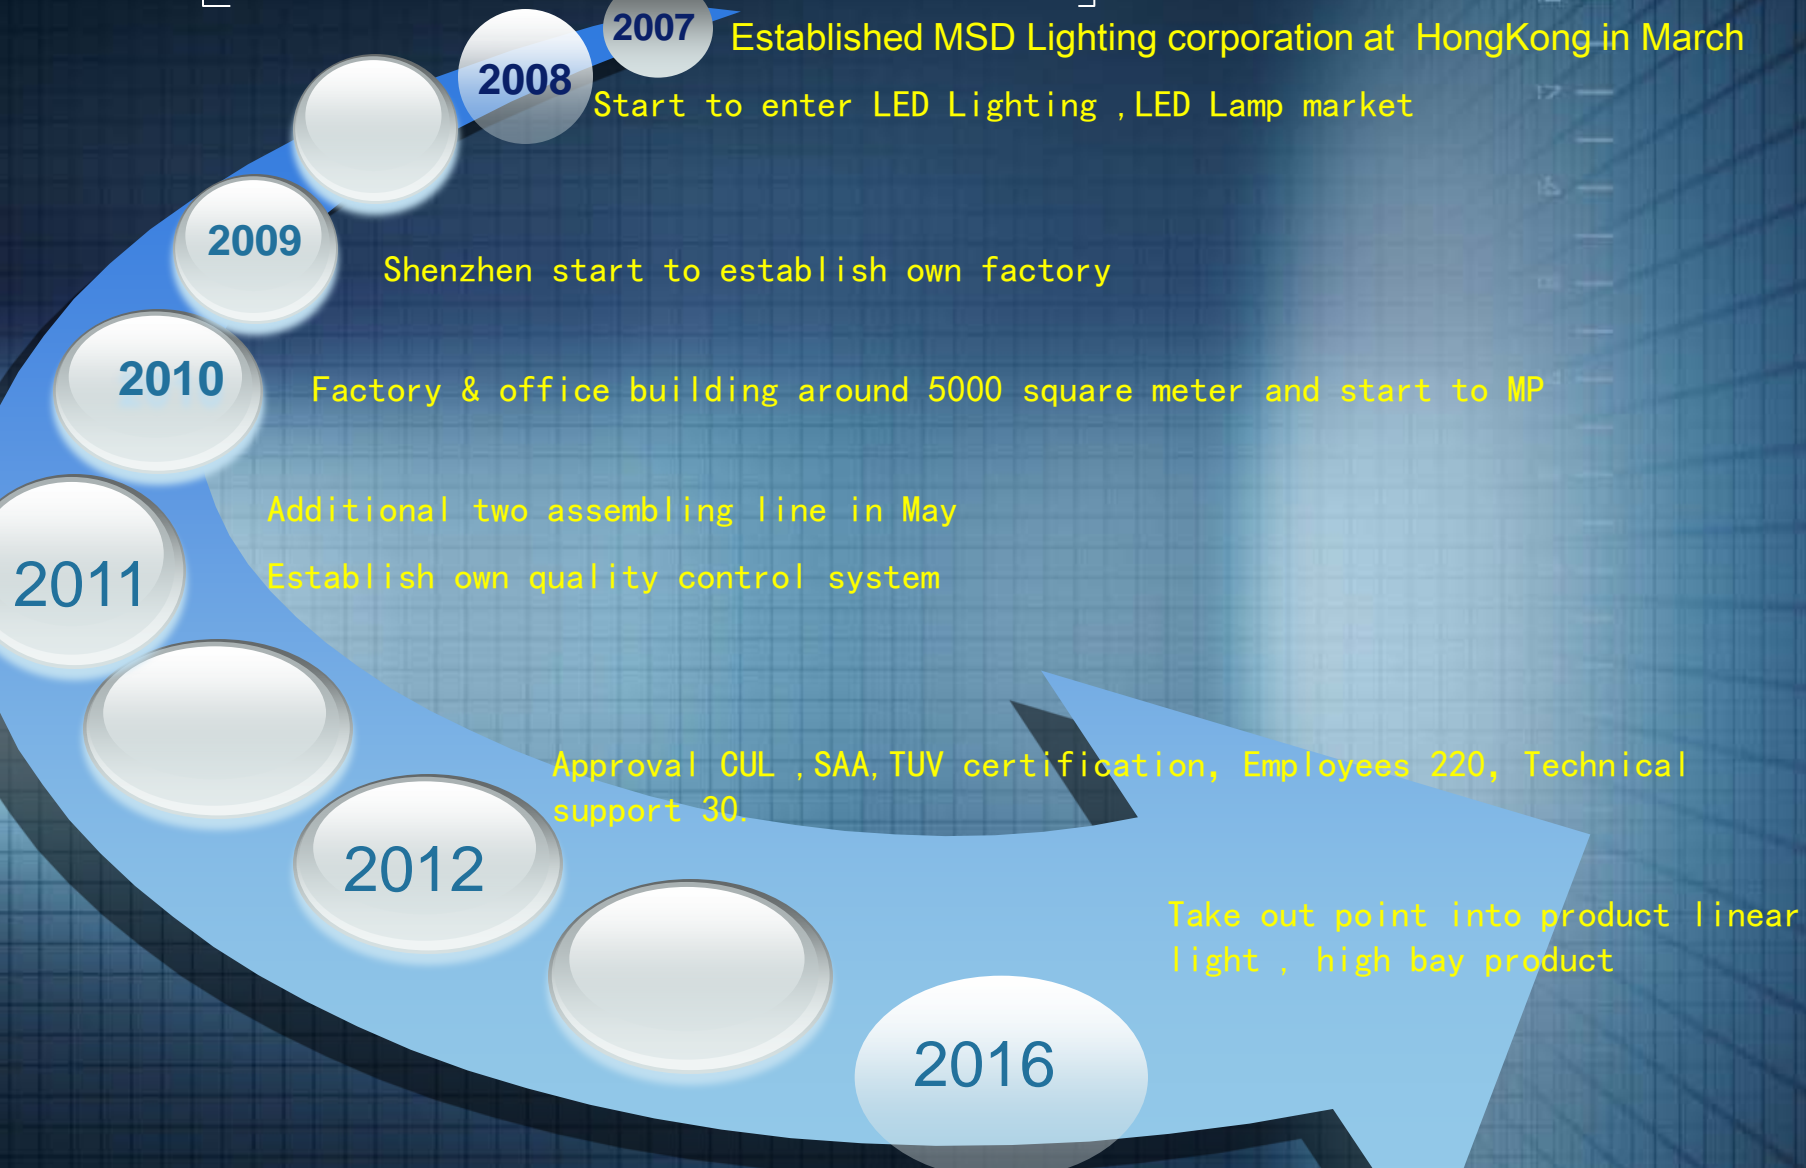 2007 Established MSD Lighting corporation at HongKong in March
2008 Start to enter LED Lighting ,LED Lamp market
2009 Shenzhen start to establish own factory
2010 Factory & office building around 5000 square meter and start to MP
Additional two assembling line in May
2011 Establish own quality control system
Approval CUL ,SAA,TUV certification, Employees 220, Technical
support 30.
2012
Take out point into product linear
light , high bay product
2016